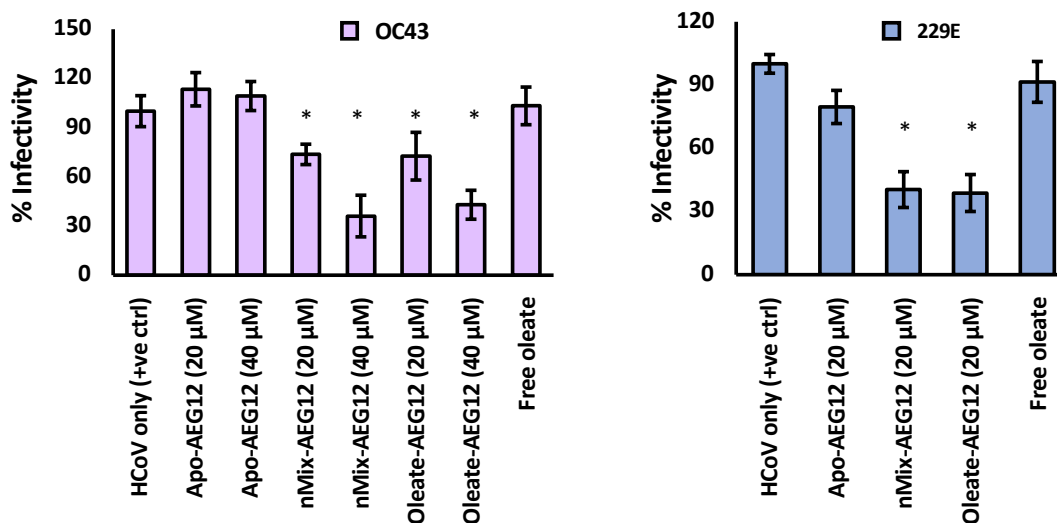 OC43
% Infectivity
150
120
90
60
30
0
* * * *
HCoV only (+ve ctrl)
Apo-AEG12 (20 µM)
Apo-AEG12 (40 µM)
nMix-AEG12 (20 µM)
nMix-AEG12 (40 µM)
Oleate-AEG12 (20 µM)
Oleate-AEG12 (40 µM)
Free oleate
229E
% Infectivity
120
90
60
30
0
* *
HCoV only (+ve ctrl)
Apo-AEG12 (20 µM)
nMix-AEG12 (20 µM)
Oleate-AEG12 (20 µM)
Free oleate